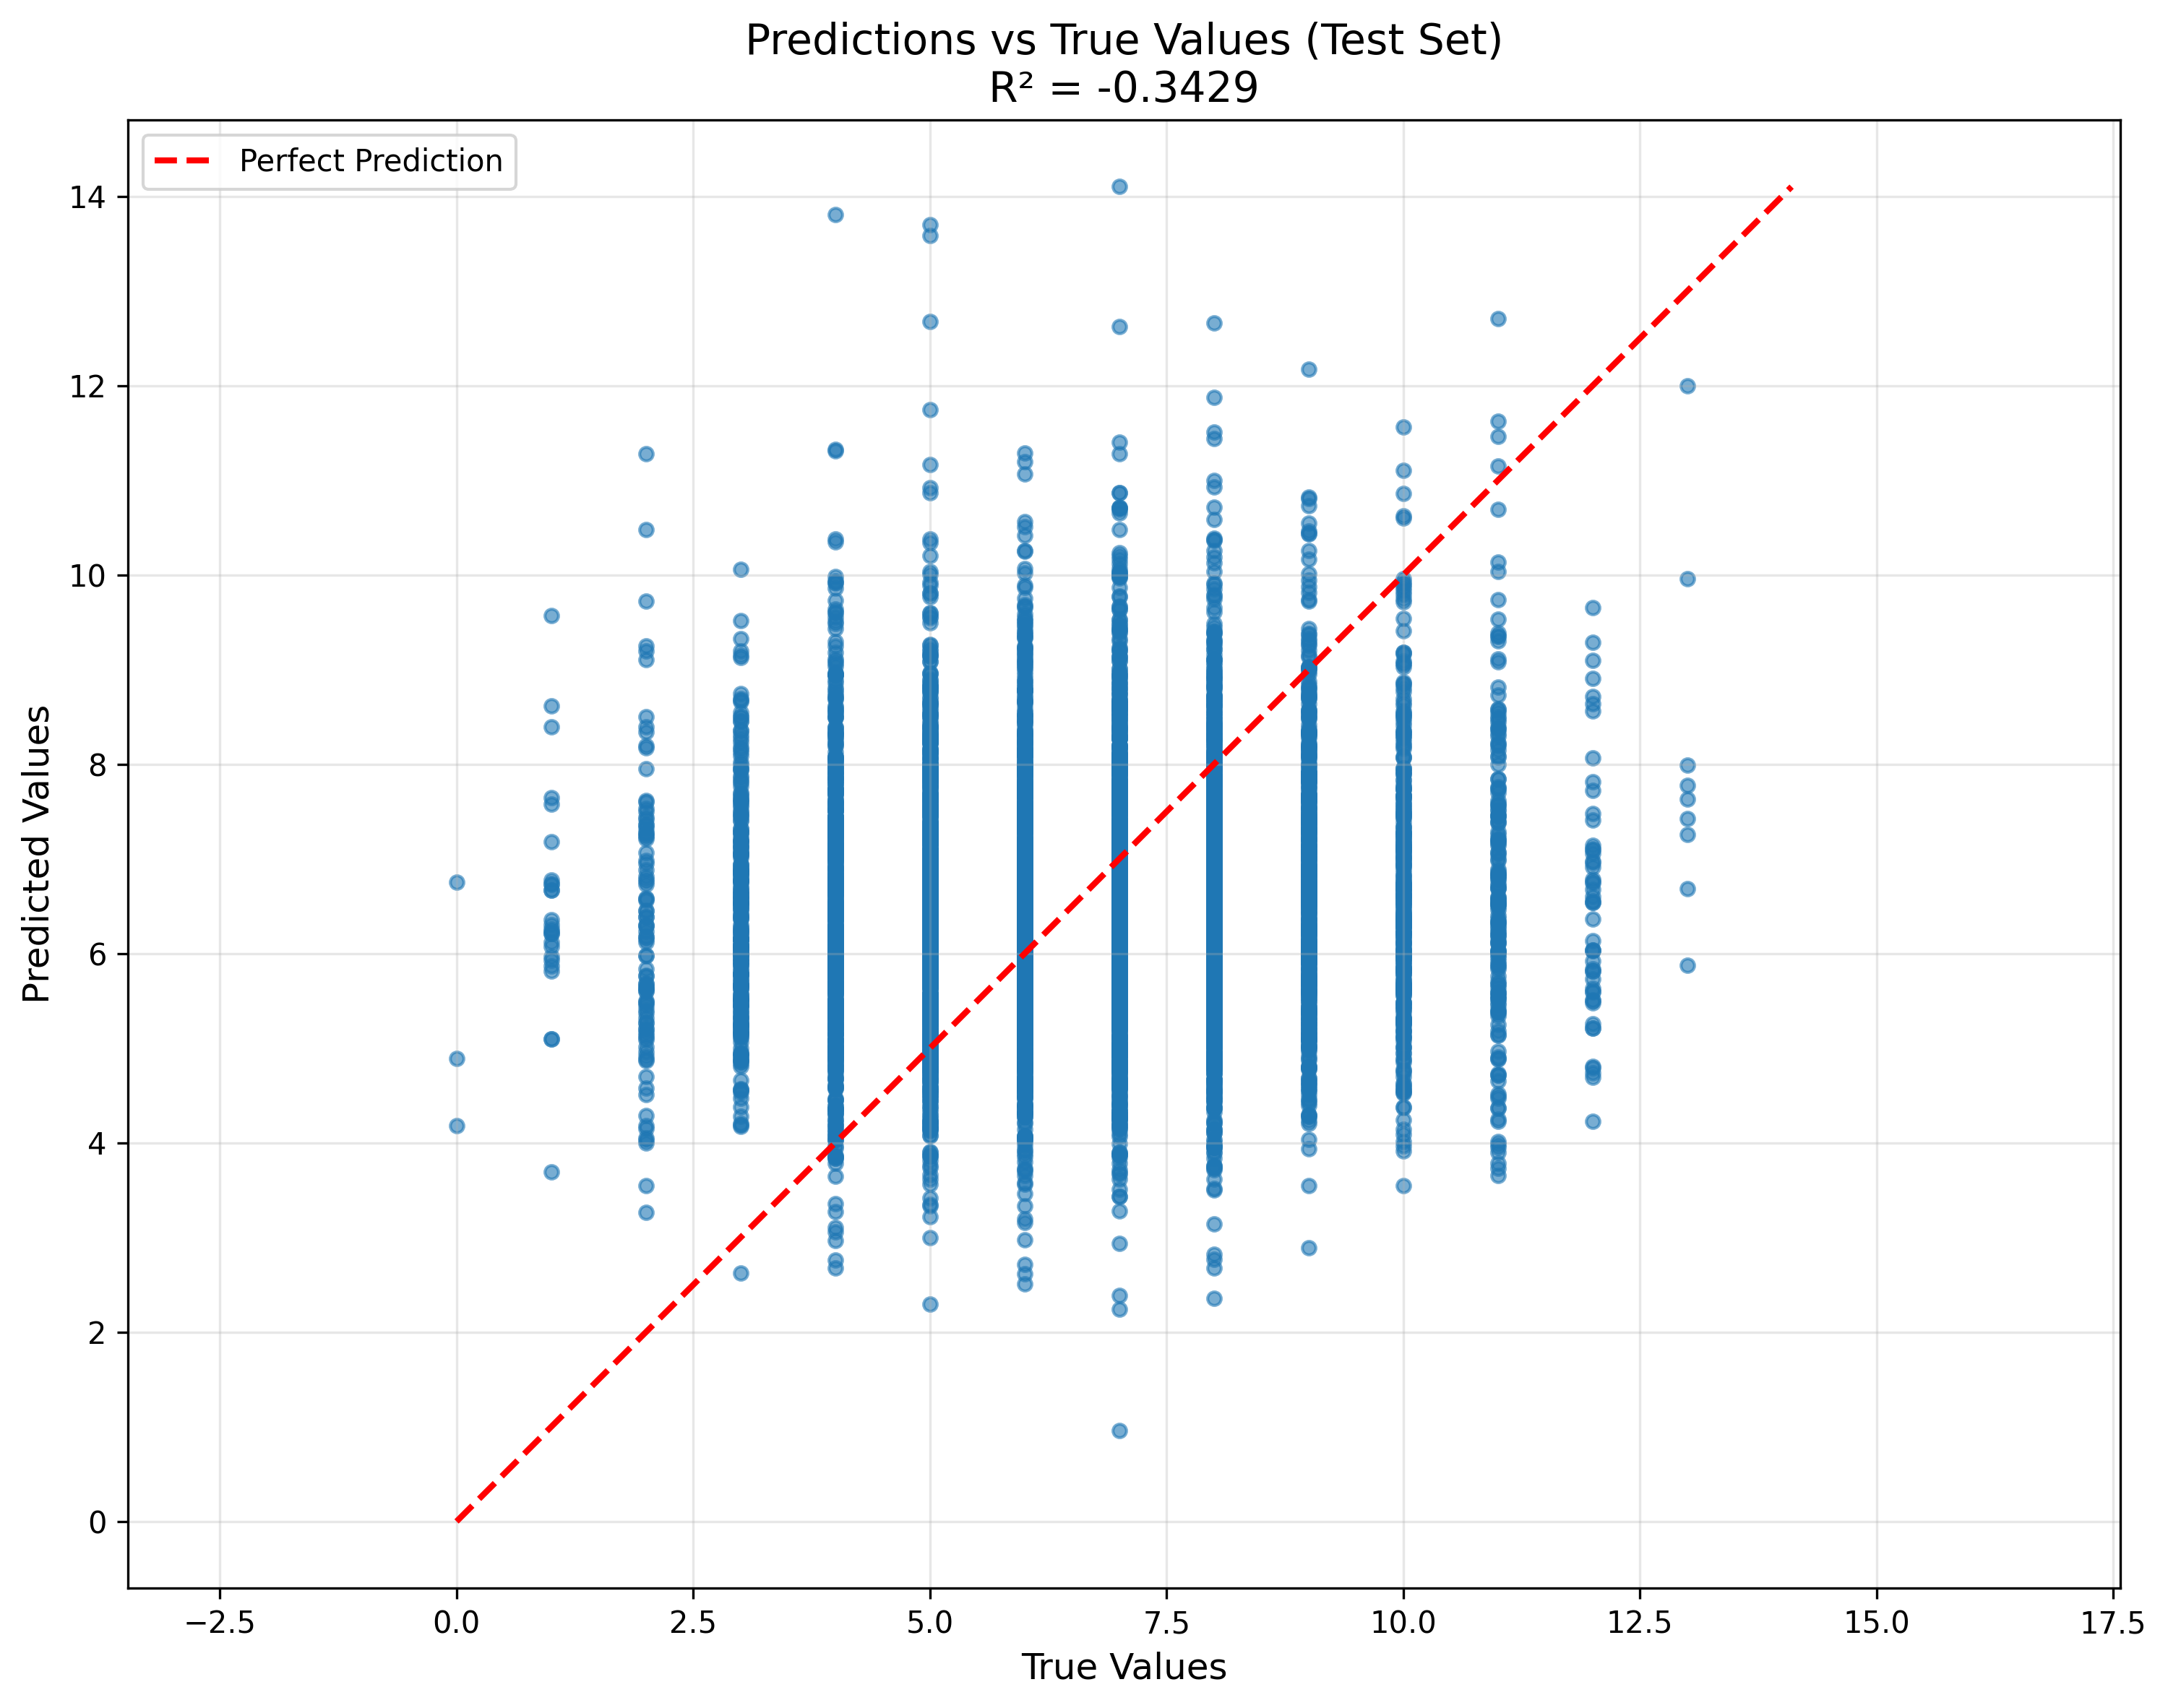 Predictions vs True Values (Test Set)
R² = -0.3429
Perfect Prediction
14
12
10
8
6
4
2
0
Predicted Values
−2.5 0.0 2.5 5.0 7.5 10.0 12.5 15.0 17.5
True Values